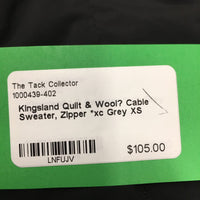 The Tack Collector
1000439-402
Kingsland Quilt & Wool? Cable
Sweater, Zipper *xc Grey XS
LNFUJV
$105.00